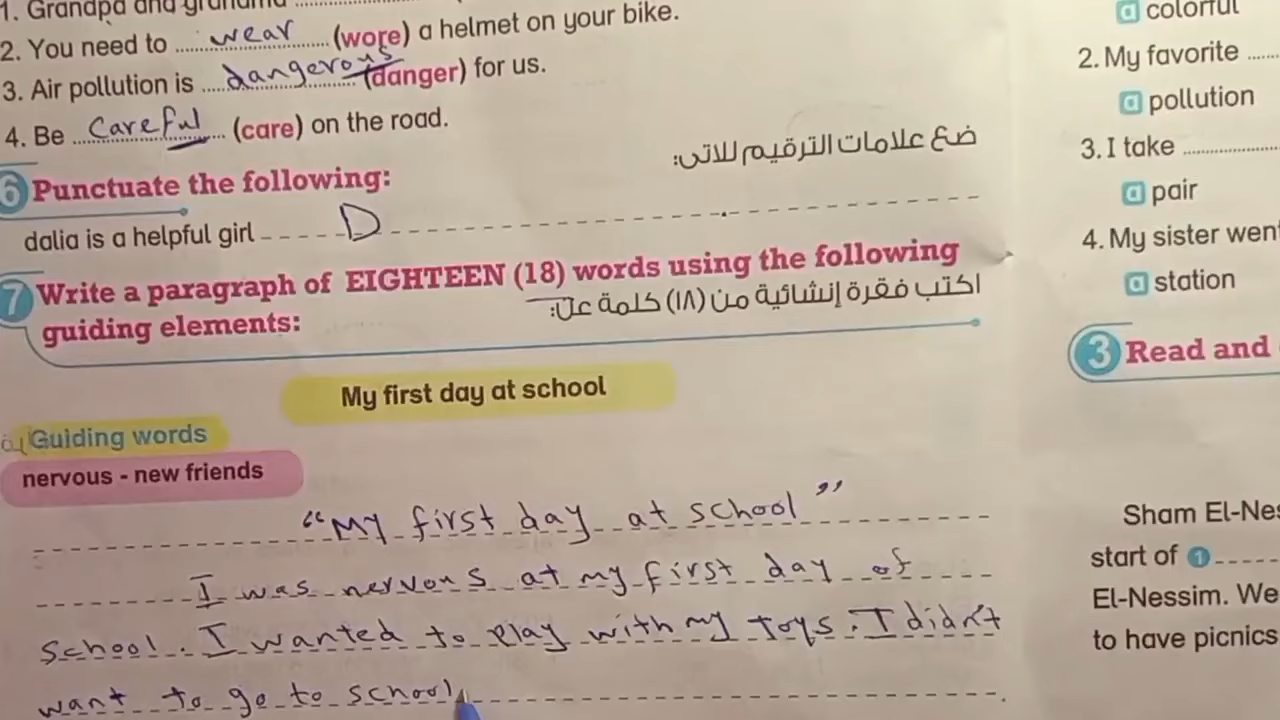 1. Grandpa and grandma ....................
2. You need to wear (wore) a helmet on your bike.
3. Air pollution is dangerous (danger) for us.
4. Be careful (care) on the road.
6 Punctuate the following:
ضع علامات الترقيم للاتى:
dalia is a helpful girl D
7 Write a paragraph of EIGHTEEN (18) words using the following
guiding elements:
اكتب فقرة إنشائية من (١٨) كلمة عن:
My first day at school
Guiding words
nervous - new friends
"My first day at school"
I was nervous at my first day of
school. I wanted to play with my toys. I didn't
want to go to school
a colorful
2. My favorite ......
a pollution
3. I take ....................
a pair
4. My sister went
a station
3 Read and
Sham El-Nes
start of 1
El-Nessim. We
to have picnics